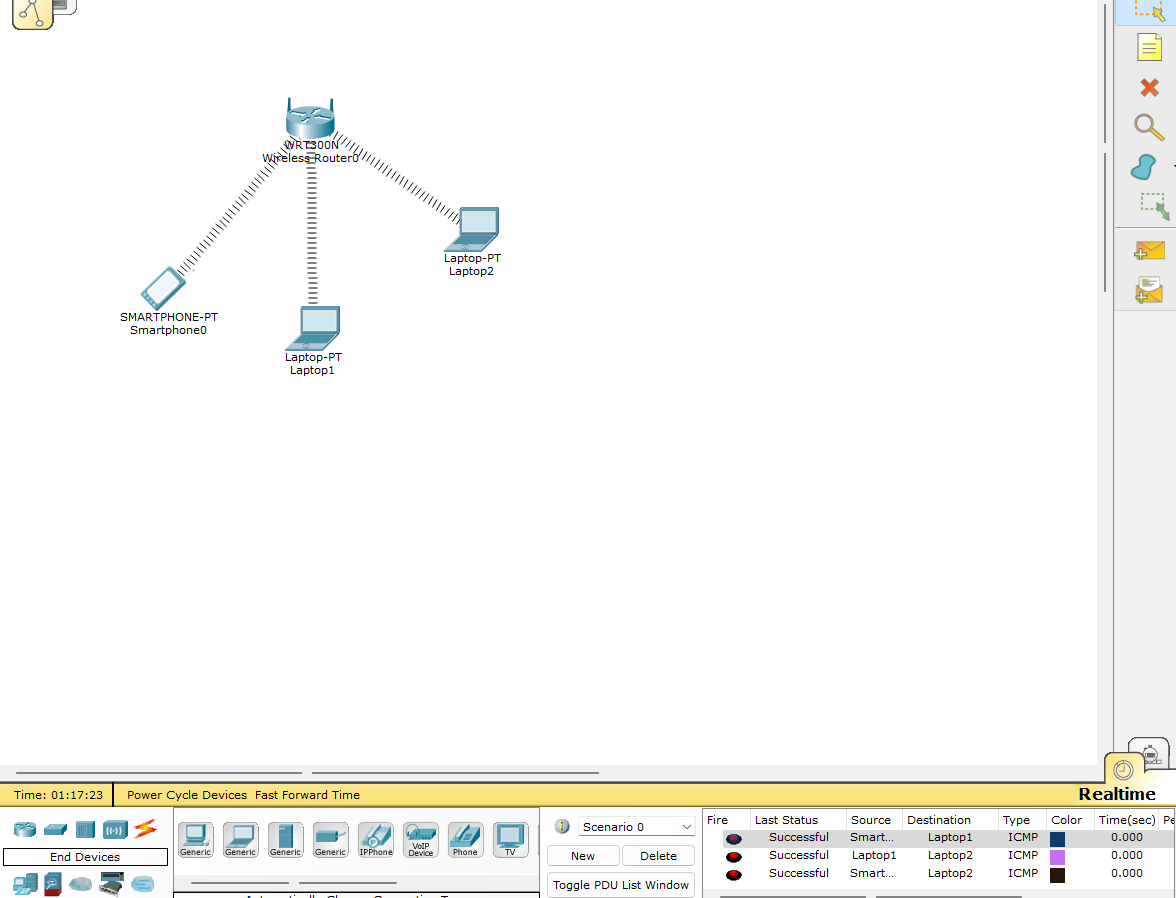 WRT300N
Wireless Router0
Laptop-PT
Laptop2
SMARTPHONE-PT
Smartphone0
Laptop-PT
Laptop1
Realtime
Time: 01:17:23 Power Cycle Devices Fast Forward Time
End Devices
Generic Generic Generic Generic IPPhone VoIP Device Phone TV
Scenario 0
New Delete
Toggle PDU List Window
Fire Last Status Source Destination Type Color Time(sec) Pe
Successful Smart... Laptop1 ICMP 0.000
Successful Laptop1 Laptop2 ICMP 0.000
Successful Smart... Laptop2 ICMP 0.000